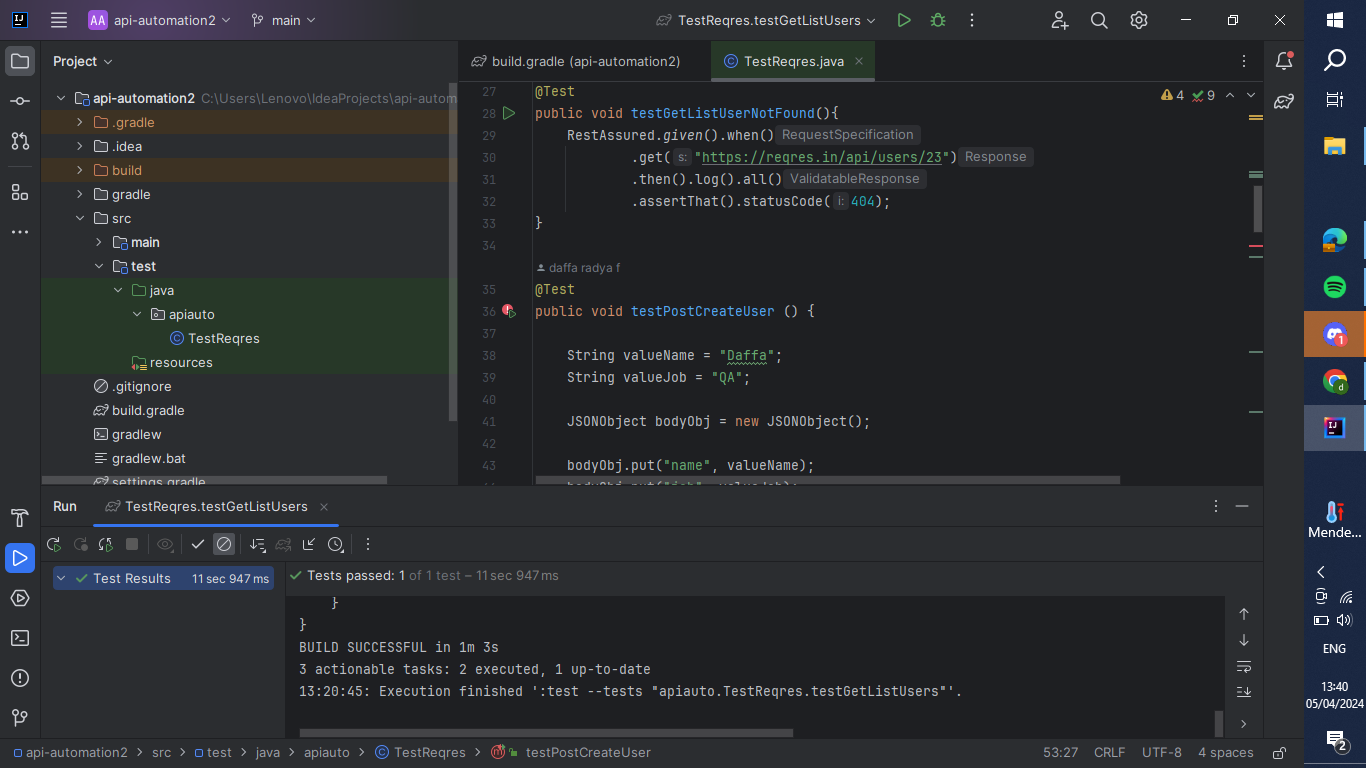 AA api-automation2
main
TestReqres.testGetListUsers
Project
build.gradle (api-automation2)
TestReqres.java
api-automation2 C:\Users\Lenovo\IdeaProjects\api-autom
.gradle
.idea
build
gradle
src
main
test
java
apiauto
TestReqres
resources
.gitignore
build.gradle
gradlew
gradlew.bat
settings.gradle
4 9
27 @Test
28 public void testGetListUserNotFound(){
29 RestAssured.given().when() RequestSpecification
30 .get( s: "https://reqres.in/api/users/23") Response
31 .then().log().all() ValidatableResponse
32 .assertThat().statusCode( i: 404);
33 }
34
daffa radya f
35 @Test
36 public void testPostCreateUser () {
37
38 String valueName = "Daffa";
39 String valueJob = "QA";
40
41 JSONObject bodyObj = new JSONObject();
42
43 bodyObj.put("name", valueName);
bodyObj.put("job", valueJob);
Run TestReqres.testGetListUsers
Test Results 11 sec 947 ms
Tests passed: 1 of 1 test – 11 sec 947 ms
}
}
BUILD SUCCESSFUL in 1m 3s
3 actionable tasks: 2 executed, 1 up-to-date
13:20:45: Execution finished ':test --tests "apiauto.TestReqres.testGetListUsers"'.
api-automation2 > src > test > java > apiauto > TestReqres > testPostCreateUser
53:27 CRLF UTF-8 4 spaces
1
d
IJ
Mende...
ENG
13:40
05/04/2024
2